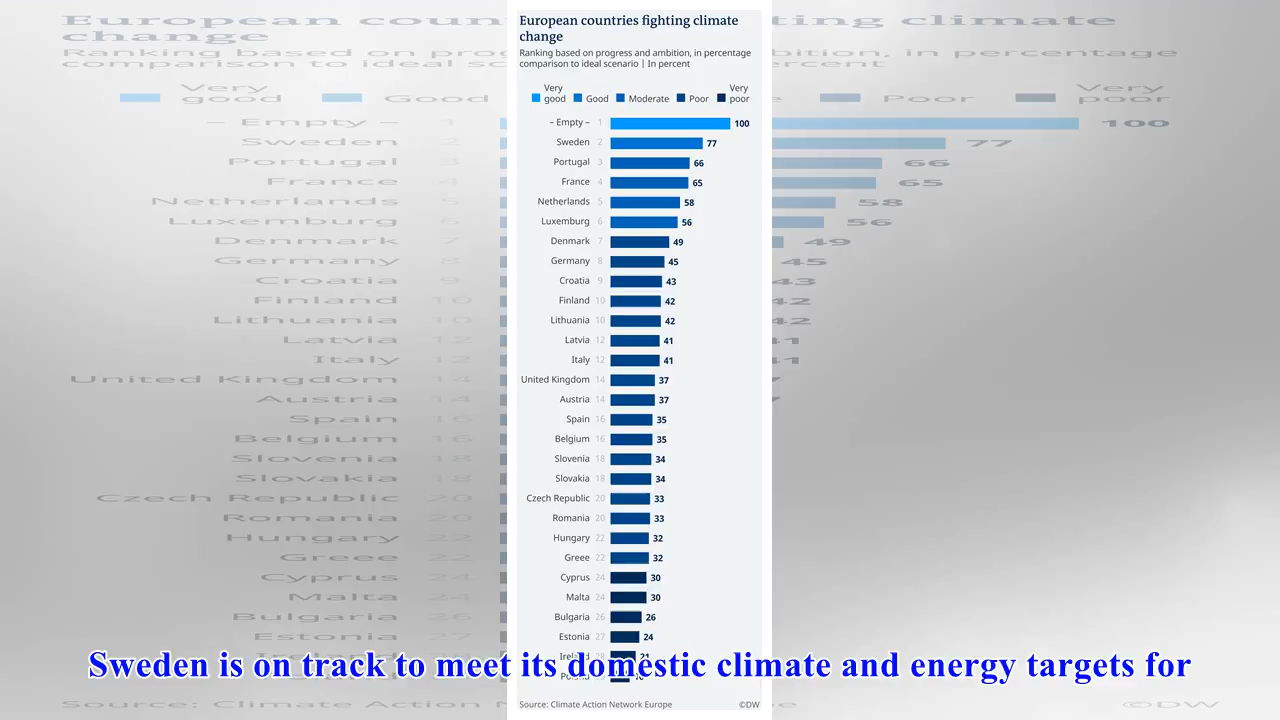 European countries fighting climate
change
Ranking based on progress and ambition, in percentage
comparison to ideal scenario | In percent
Very good Good Moderate Poor Very poor
– Empty – 1 100
Sweden 2 77
Portugal 3 66
France 4 65
Netherlands 5 58
Luxemburg 6 56
Denmark 7 49
Germany 8 45
Croatia 9 43
Finland 10 42
Lithuania 10 42
Latvia 12 41
Italy 12 41
United Kingdom 14 37
Austria 14 37
Spain 16 35
Belgium 16 35
Slovenia 18 34
Slovakia 18 34
Czech Republic 20 33
Romania 20 33
Hungary 22 32
Greee 22 32
Cyprus 24 30
Malta 24 30
Bulgaria 26 26
Estonia 27 24
Ireland 28 21
Poland
Sweden is on track to meet its domestic climate and energy targets for
Source: Climate Action Network Europe ©DW